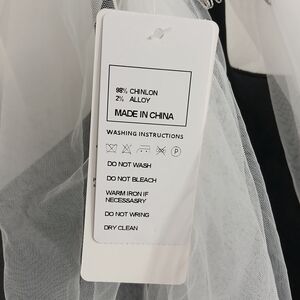 98% CHINLON
2% ALLOY
MADE IN CHINA
WASHING INSTRUCTIONS
P
DO NOT WASH
DO NOT BLEACH
WARM IRON IF
NECESSASRY
DO NOT WRING
DRY CLEAN